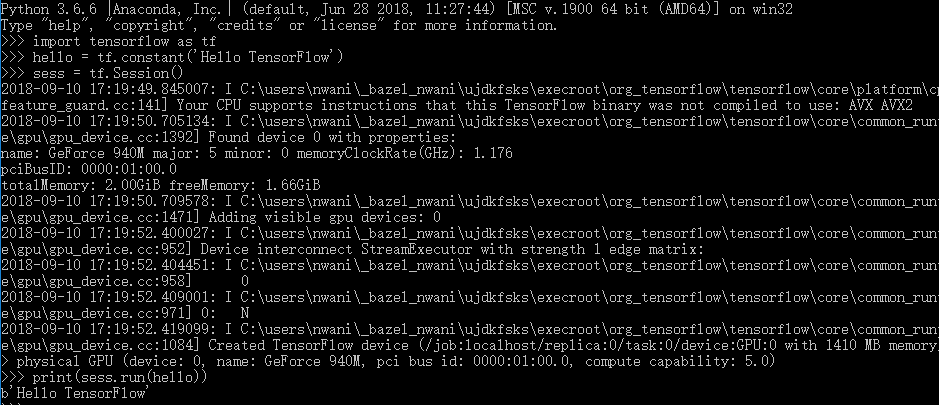 Python 3.6.6 |Anaconda, Inc.| (default, Jun 28 2018, 11:27:44) [MSC v.1900 64 bit (AMD64)] on win32
Type "help", "copyright", "credits" or "license" for more information.
>>> import tensorflow as tf
>>> hello = tf.constant('Hello TensorFlow')
>>> sess = tf.Session()
2018-09-10 17:19:49.845007: I C:\users\nwani\_bazel_nwani\ujdkfsks\execroot\org_tensorflow\tensorflow\core\platform\cp
feature_guard.cc:141] Your CPU supports instructions that this TensorFlow binary was not compiled to use: AVX AVX2
2018-09-10 17:19:50.705134: I C:\users\nwani\_bazel_nwani\ujdkfsks\execroot\org_tensorflow\tensorflow\core\common_runt
e\gpu\gpu_device.cc:1392] Found device 0 with properties:
name: GeForce 940M major: 5 minor: 0 memoryClockRate(GHz): 1.176
pciBusID: 0000:01:00.0
totalMemory: 2.00GiB freeMemory: 1.66GiB
2018-09-10 17:19:50.709578: I C:\users\nwani\_bazel_nwani\ujdkfsks\execroot\org_tensorflow\tensorflow\core\common_runt
e\gpu\gpu_device.cc:1471] Adding visible gpu devices: 0
2018-09-10 17:19:52.400027: I C:\users\nwani\_bazel_nwani\ujdkfsks\execroot\org_tensorflow\tensorflow\core\common_runt
e\gpu\gpu_device.cc:952] Device interconnect StreamExecutor with strength 1 edge matrix:
2018-09-10 17:19:52.404451: I C:\users\nwani\_bazel_nwani\ujdkfsks\execroot\org_tensorflow\tensorflow\core\common_runt
e\gpu\gpu_device.cc:958]      0
2018-09-10 17:19:52.409001: I C:\users\nwani\_bazel_nwani\ujdkfsks\execroot\org_tensorflow\tensorflow\core\common_runt
e\gpu\gpu_device.cc:971] 0:   N
2018-09-10 17:19:52.419099: I C:\users\nwani\_bazel_nwani\ujdkfsks\execroot\org_tensorflow\tensorflow\core\common_runt
e\gpu\gpu_device.cc:1084] Created TensorFlow device (/job:localhost/replica:0/task:0/device:GPU:0 with 1410 MB memory)
> physical GPU (device: 0, name: GeForce 940M, pci bus id: 0000:01:00.0, compute capability: 5.0)
>>> print(sess.run(hello))
b'Hello TensorFlow'
>>>